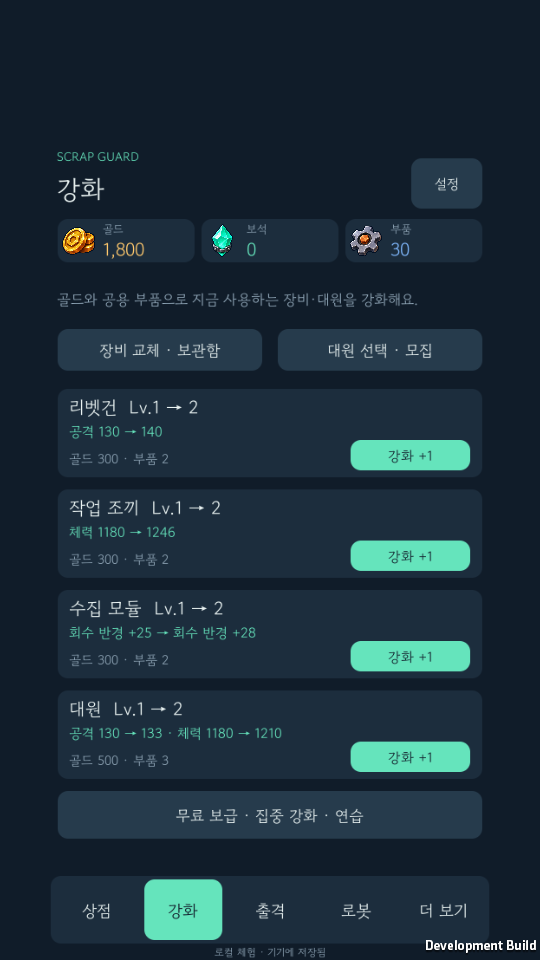 SCRAP GUARD
강화
설정
골드
1,800
보석
0
부품
30
골드와 공용 부품으로 지금 사용하는 장비·대원을 강화해요.
장비 교체 · 보관함
대원 선택 · 모집
리벳건 Lv.1 → 2
공격 130 → 140
골드 300 · 부품 2
강화 +1
작업 조끼 Lv.1 → 2
체력 1180 → 1246
골드 300 · 부품 2
강화 +1
수집 모듈 Lv.1 → 2
회수 반경 +25 → 회수 반경 +28
골드 300 · 부품 2
강화 +1
대원 Lv.1 → 2
공격 130 → 133 · 체력 1180 → 1210
골드 500 · 부품 3
강화 +1
무료 보급 · 집중 강화 · 연습
상점
강화
출격
로봇
더 보기
로컬 체험 · 기기에 저장됨
Development Build